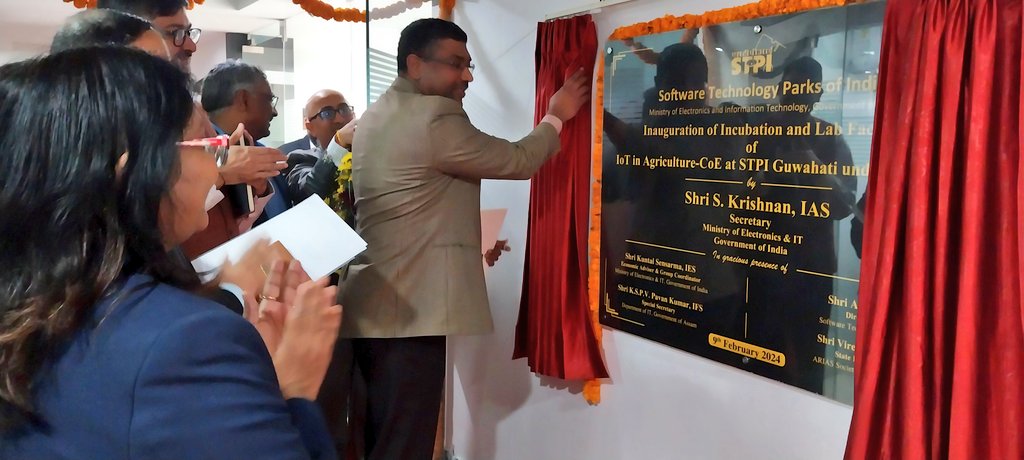 एसटीपीआई
STPI
Software Technology Parks of Indi
Ministry of Electronics and Information Technology, Government
Inauguration of Incubation and Lab Fac
of
IoT in Agriculture-CoE at STPI Guwahati und
by
Shri S. Krishnan, IAS
Secretary
Ministry of Electronics & IT
Government of India
In gracious presence of
Shri Kuntal Sensarma, IES
Economic Adviser & Group Coordinator
Ministry of Electronics & IT, Government of India
Shri K.S.P.V. Pavan Kumar, IFS
Special Secretary
Department of IT, Government of Assam
Shri A
Dir
Software Te
Shri Vire
State
ARIAS Societ
9th February 2024